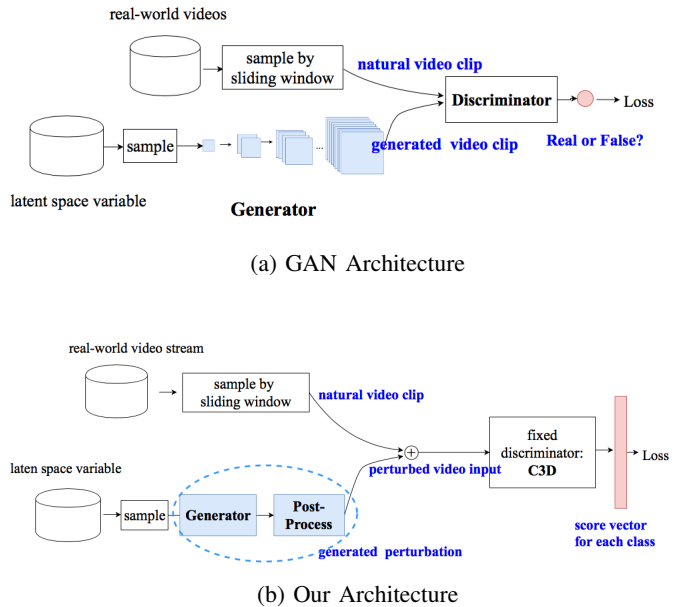 real-world videos
sample by
sliding window
natural video clip
Discriminator
Loss
sample
...
generated video clip
Real or False?
latent space variable
Generator
(a) GAN Architecture
real-world video stream
sample by
sliding window
natural video clip
fixed
discriminator:
C3D
+
perturbed video input
Loss
laten space variable
sample
Generator
Post-
Process
generated perturbation
score vector
for each class
(b) Our Architecture